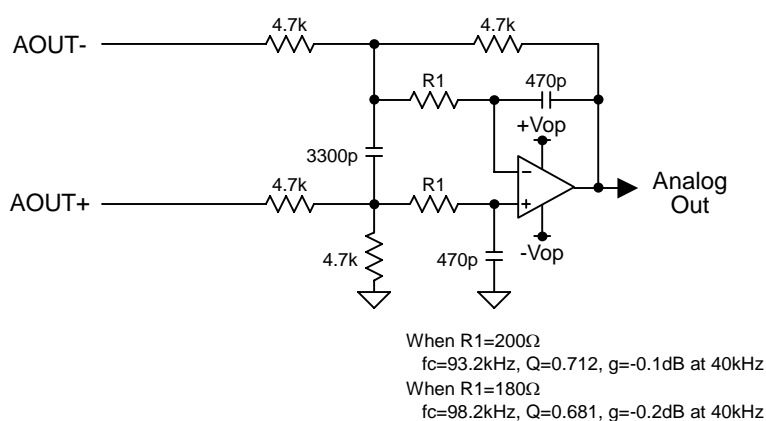 4.7k
4.7k
AOUT-
R1
470p
+Vop
3300p
4.7k
R1
AOUT+
−
+
Analog
Out
4.7k
470p
-Vop
When R1=200Ω
fc=93.2kHz, Q=0.712, g=-0.1dB at 40kHz
When R1=180Ω
fc=98.2kHz, Q=0.681, g=-0.2dB at 40kHz